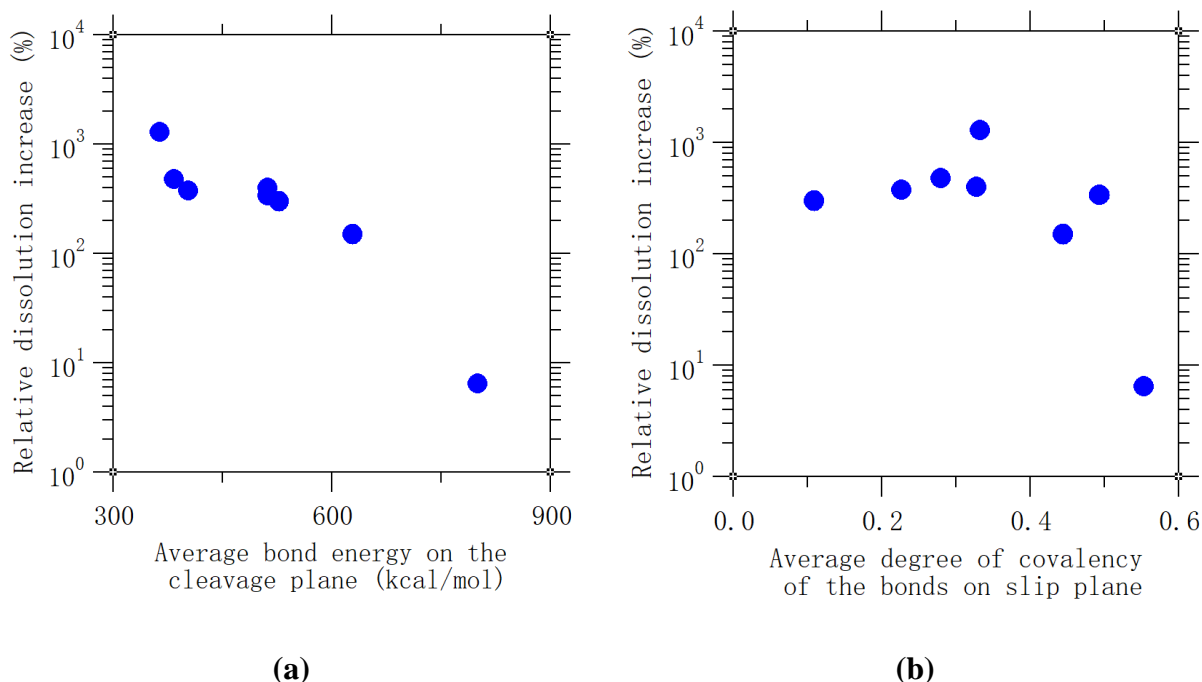 Relative dissolution increase (%)
10^4
10^3
10^2
10^1
10^0
300 600 900
Average bond energy on the
cleavage plane (kcal/mol)
(a)
Relative dissolution increase (%)
10^4
10^3
10^2
10^1
10^0
0.0 0.2 0.4 0.6
Average degree of covalency
of the bonds on slip plane
(b)